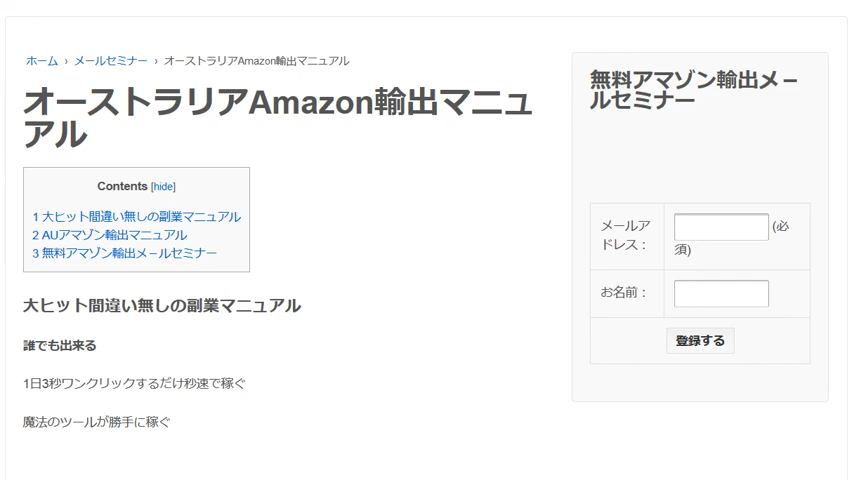 ホーム › メールセミナー › オーストラリアAmazon輸出マニュアル
オーストラリアAmazon輸出マニュ
アル
Contents [hide]
1 大ヒット間違い無しの副業マニュアル
2 AUアマゾン輸出マニュアル
3 無料アマゾン輸出メールセミナー
大ヒット間違い無しの副業マニュアル
誰でも出来る
1日3秒ワンクリックするだけ秒速で稼ぐ
魔法のツールが勝手に稼ぐ
無料アマゾン輸出メー
ルセミナー
メールア
ドレス：
(必
須)
お名前：
登録する